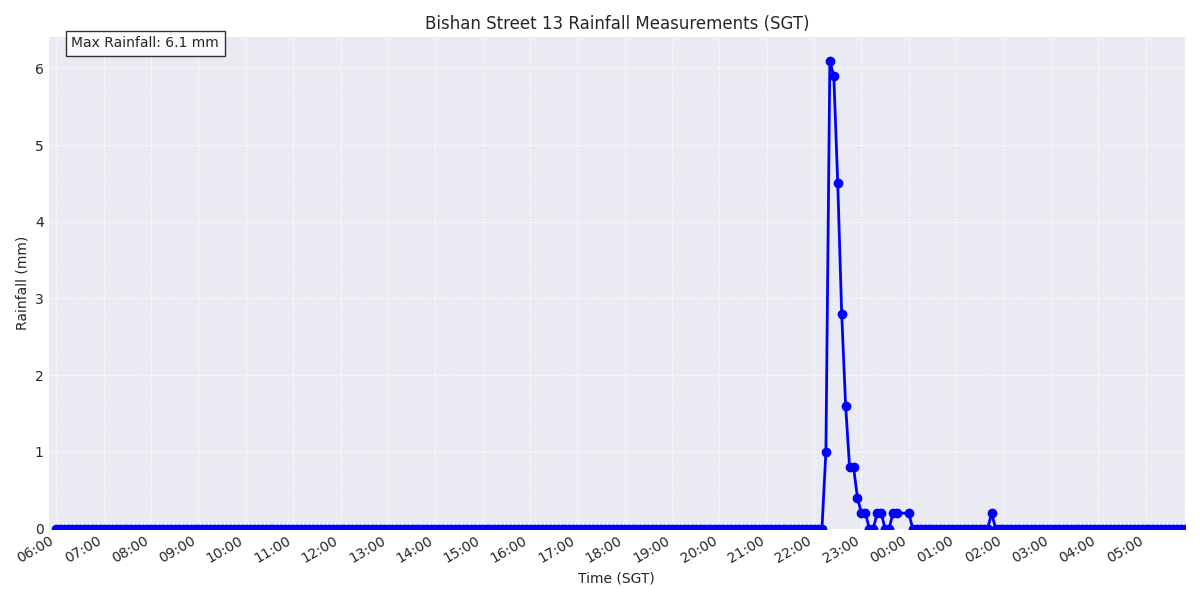 Bishan Street 13 Rainfall Measurements (SGT)
Max Rainfall: 6.1 mm
Rainfall (mm)
6
5
4
3
2
1
0
06:00 07:00 08:00 09:00 10:00 11:00 12:00 13:00 14:00 15:00 16:00 17:00 18:00 19:00 20:00 21:00 22:00 23:00 00:00 01:00 02:00 03:00 04:00 05:00
Time (SGT)